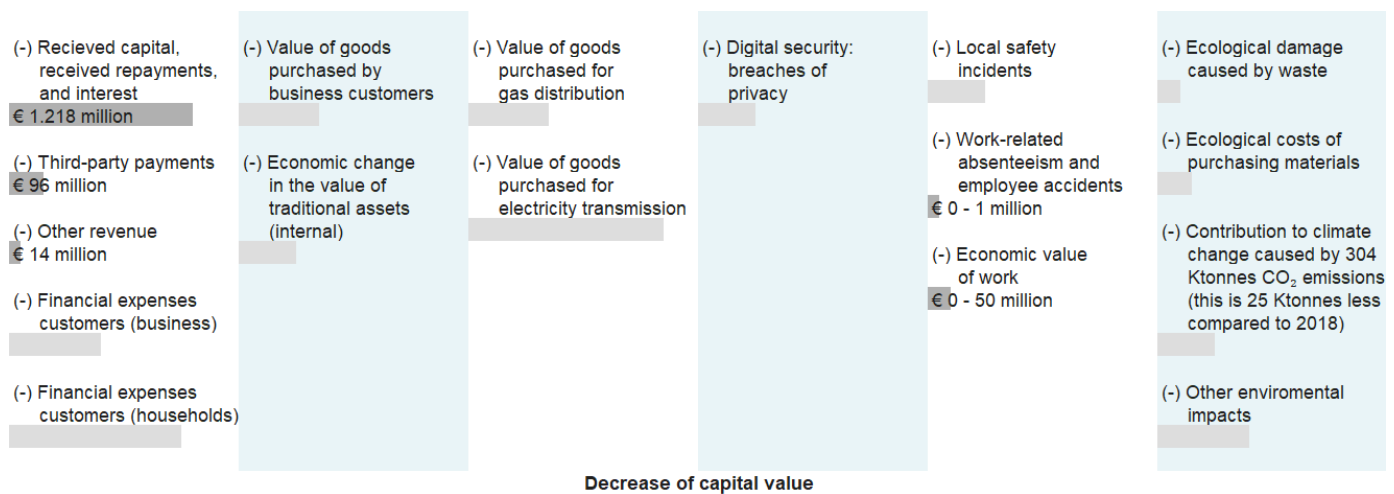 (-) Recieved capital,
received repayments,
and interest
€ 1.218 million
(-) Third-party payments
€ 96 million
(-) Other revenue
€ 14 million
(-) Financial expenses
customers (business)
(-) Financial expenses
customers (households)
(-) Value of goods
purchased by
business customers
(-) Economic change
in the value of
traditional assets
(internal)
(-) Value of goods
purchased for
gas distribution
(-) Value of goods
purchased for
electricity transmission
(-) Digital security:
breaches of
privacy
(-) Local safety
incidents
(-) Work-related
absenteeism and
employee accidents
€ 0 - 1 million
(-) Economic value
of work
€ 0 - 50 million
(-) Ecological damage
caused by waste
(-) Ecological costs of
purchasing materials
(-) Contribution to climate
change caused by 304
Ktonnes CO₂ emissions
(this is 25 Ktonnes less
compared to 2018)
(-) Other enviromental
impacts
Decrease of capital value